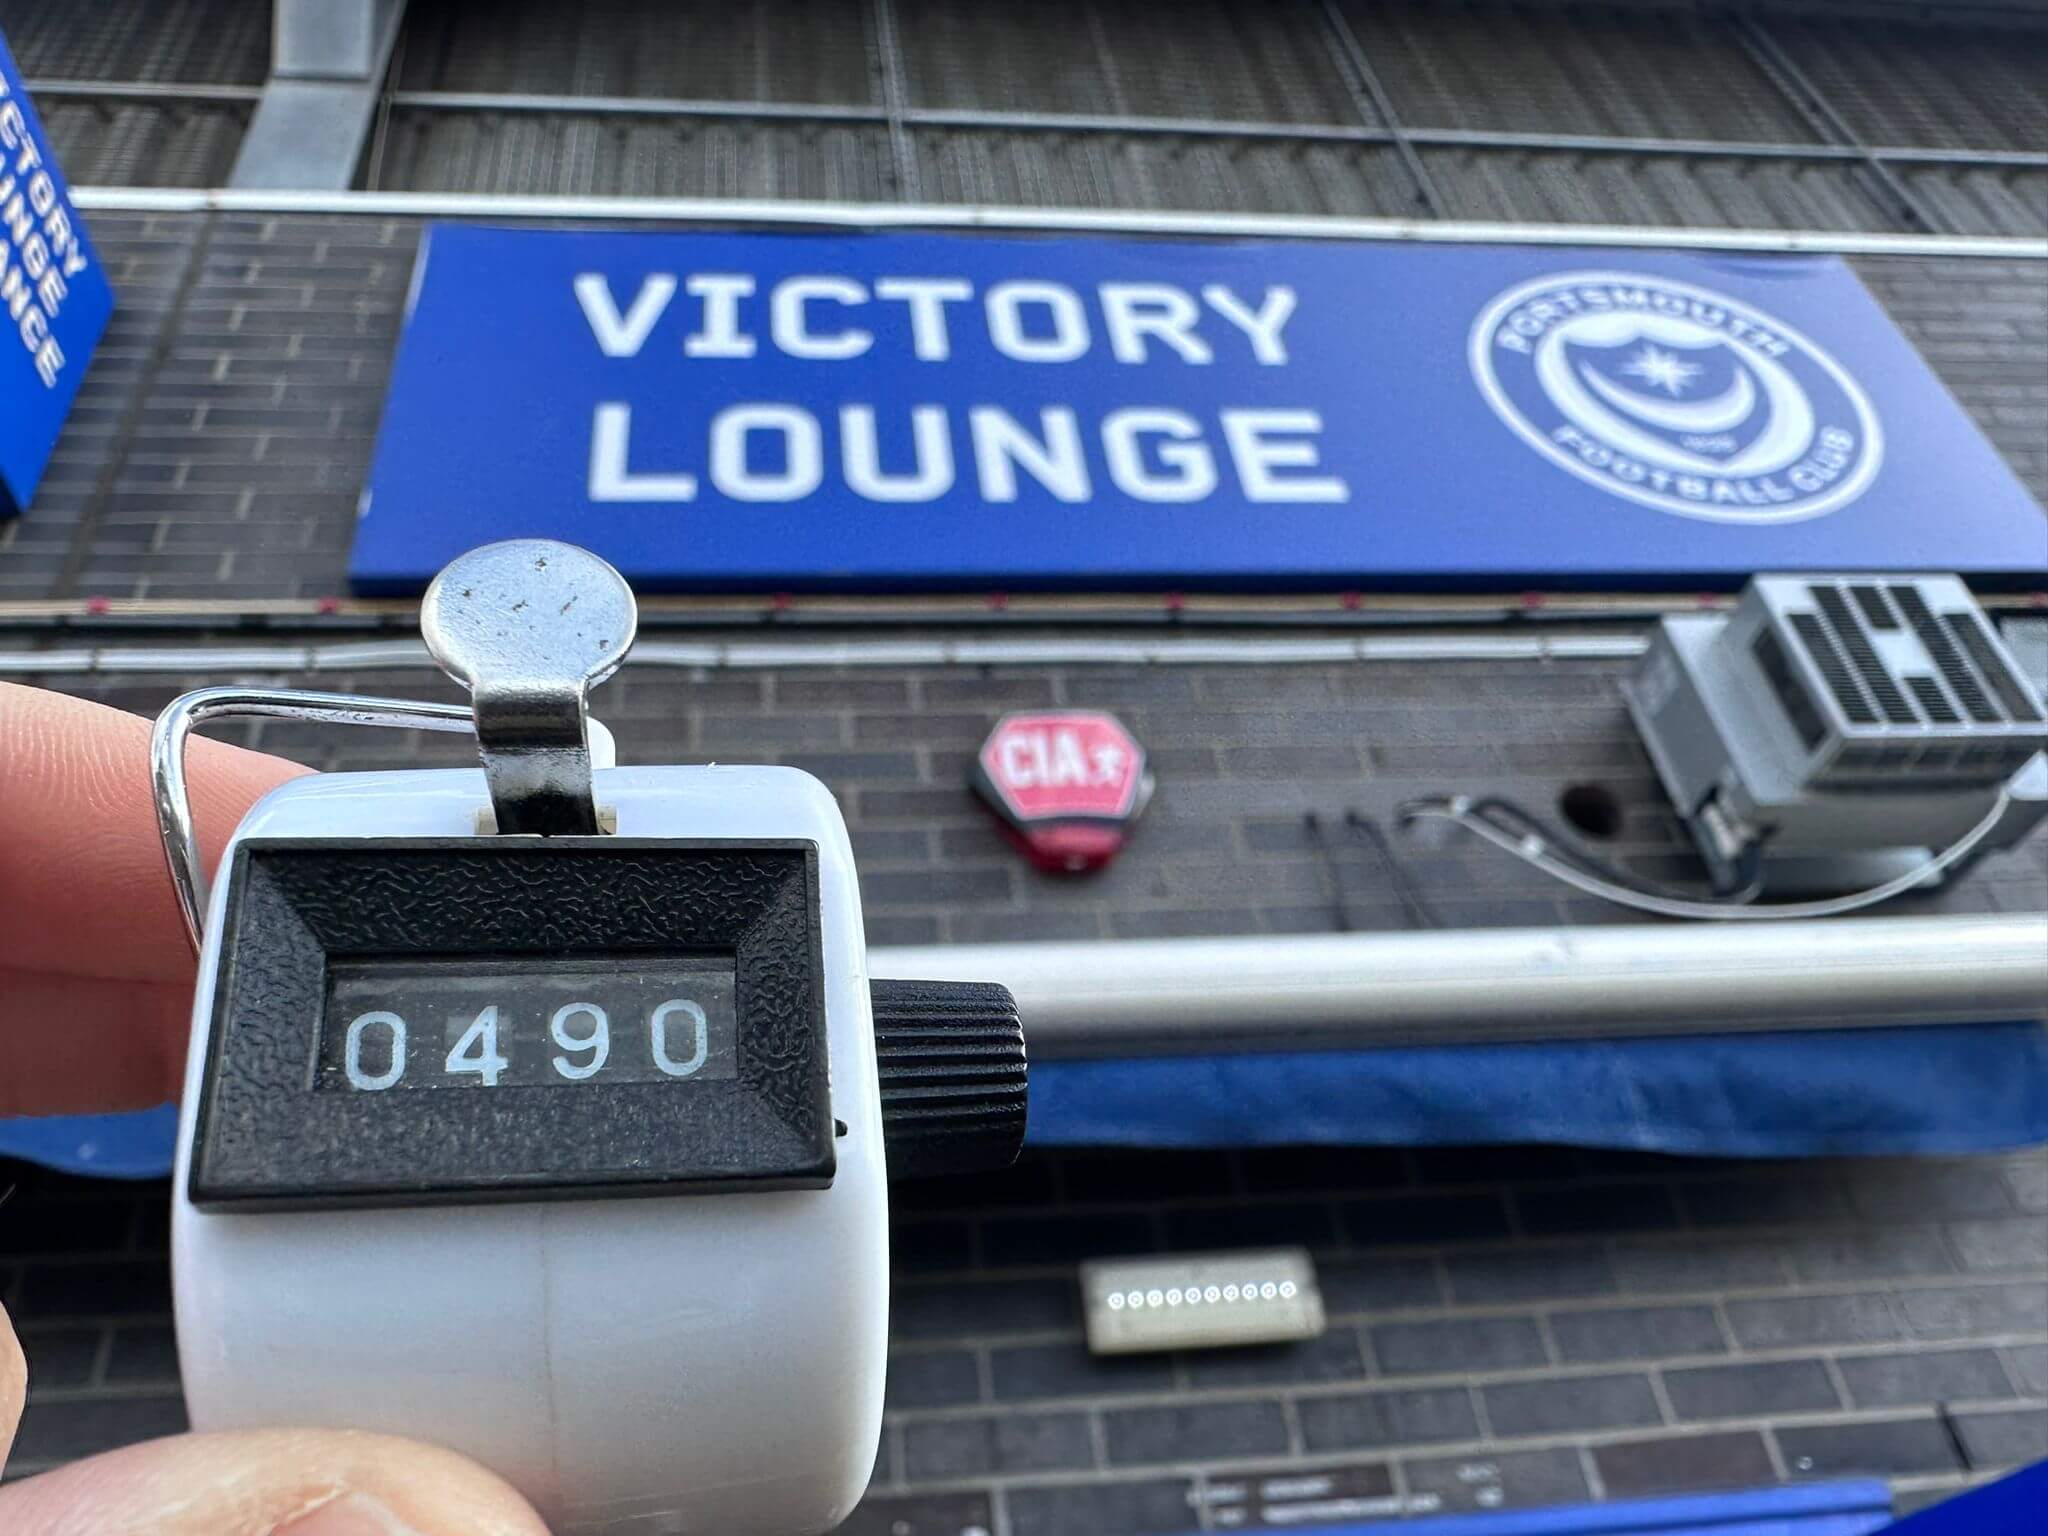 VICTORY
LOUNGE
VICTORY
LOUNGE
PORTSMOUTH
FOOTBALL CLUB
CIA
0490